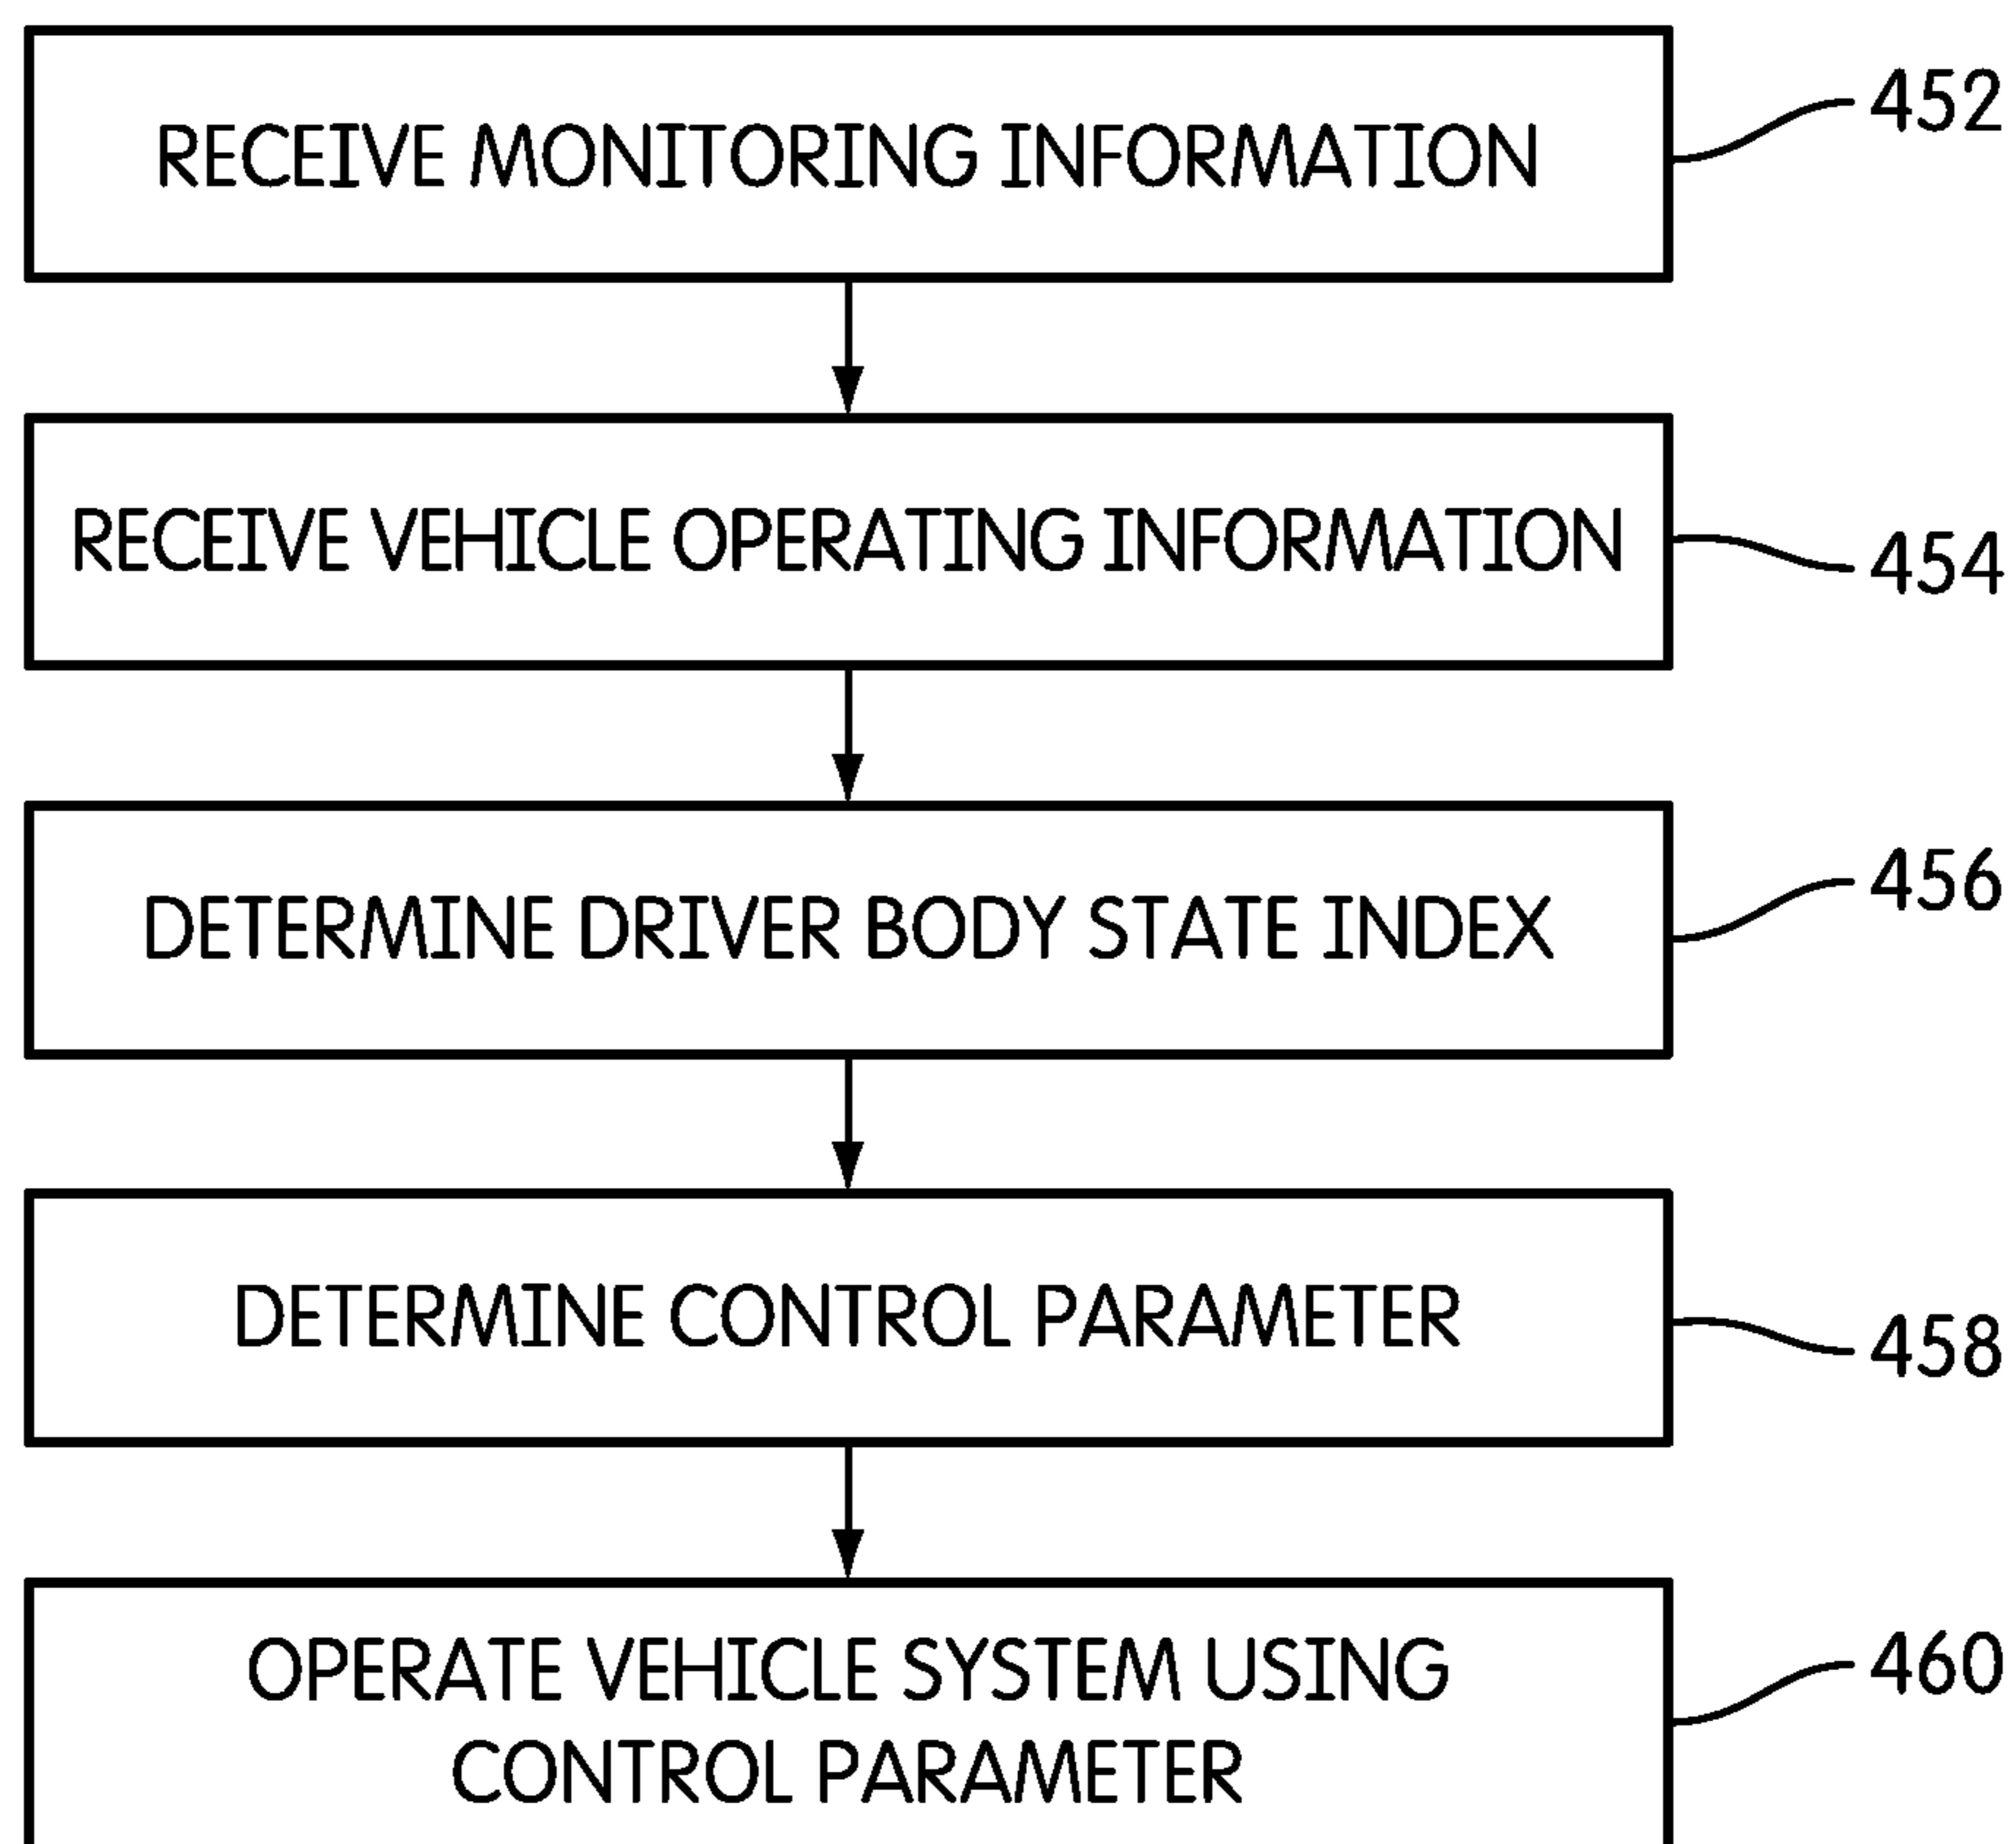 RECEIVE MONITORING INFORMATION
452
RECEIVE VEHICLE OPERATING INFORMATION
454
DETERMINE DRIVER BODY STATE INDEX
456
DETERMINE CONTROL PARAMETER
458
OPERATE VEHICLE SYSTEM USING
CONTROL PARAMETER
460